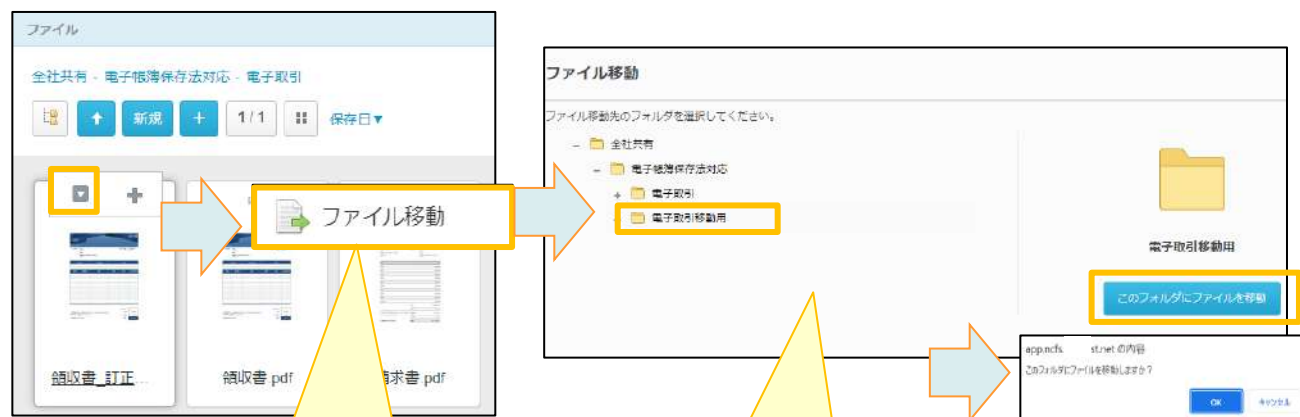 ファイル
全社共有 - 電子帳簿保存法対応 - 電子取引
新規
1/1
保存日▼
ファイル移動
領収書_訂正...
領収書.pdf
求書.pdf
ファイル移動
ファイル移動先のフォルダを選択してください。
全社共有
電子帳簿保存法対応
電子取引
電子取引移動用
電子取引移動用
このフォルダにファイルを移動
app.ncfs. st.net の内容
このフォルダにファイルを移動しますか?
OK
キャンセル